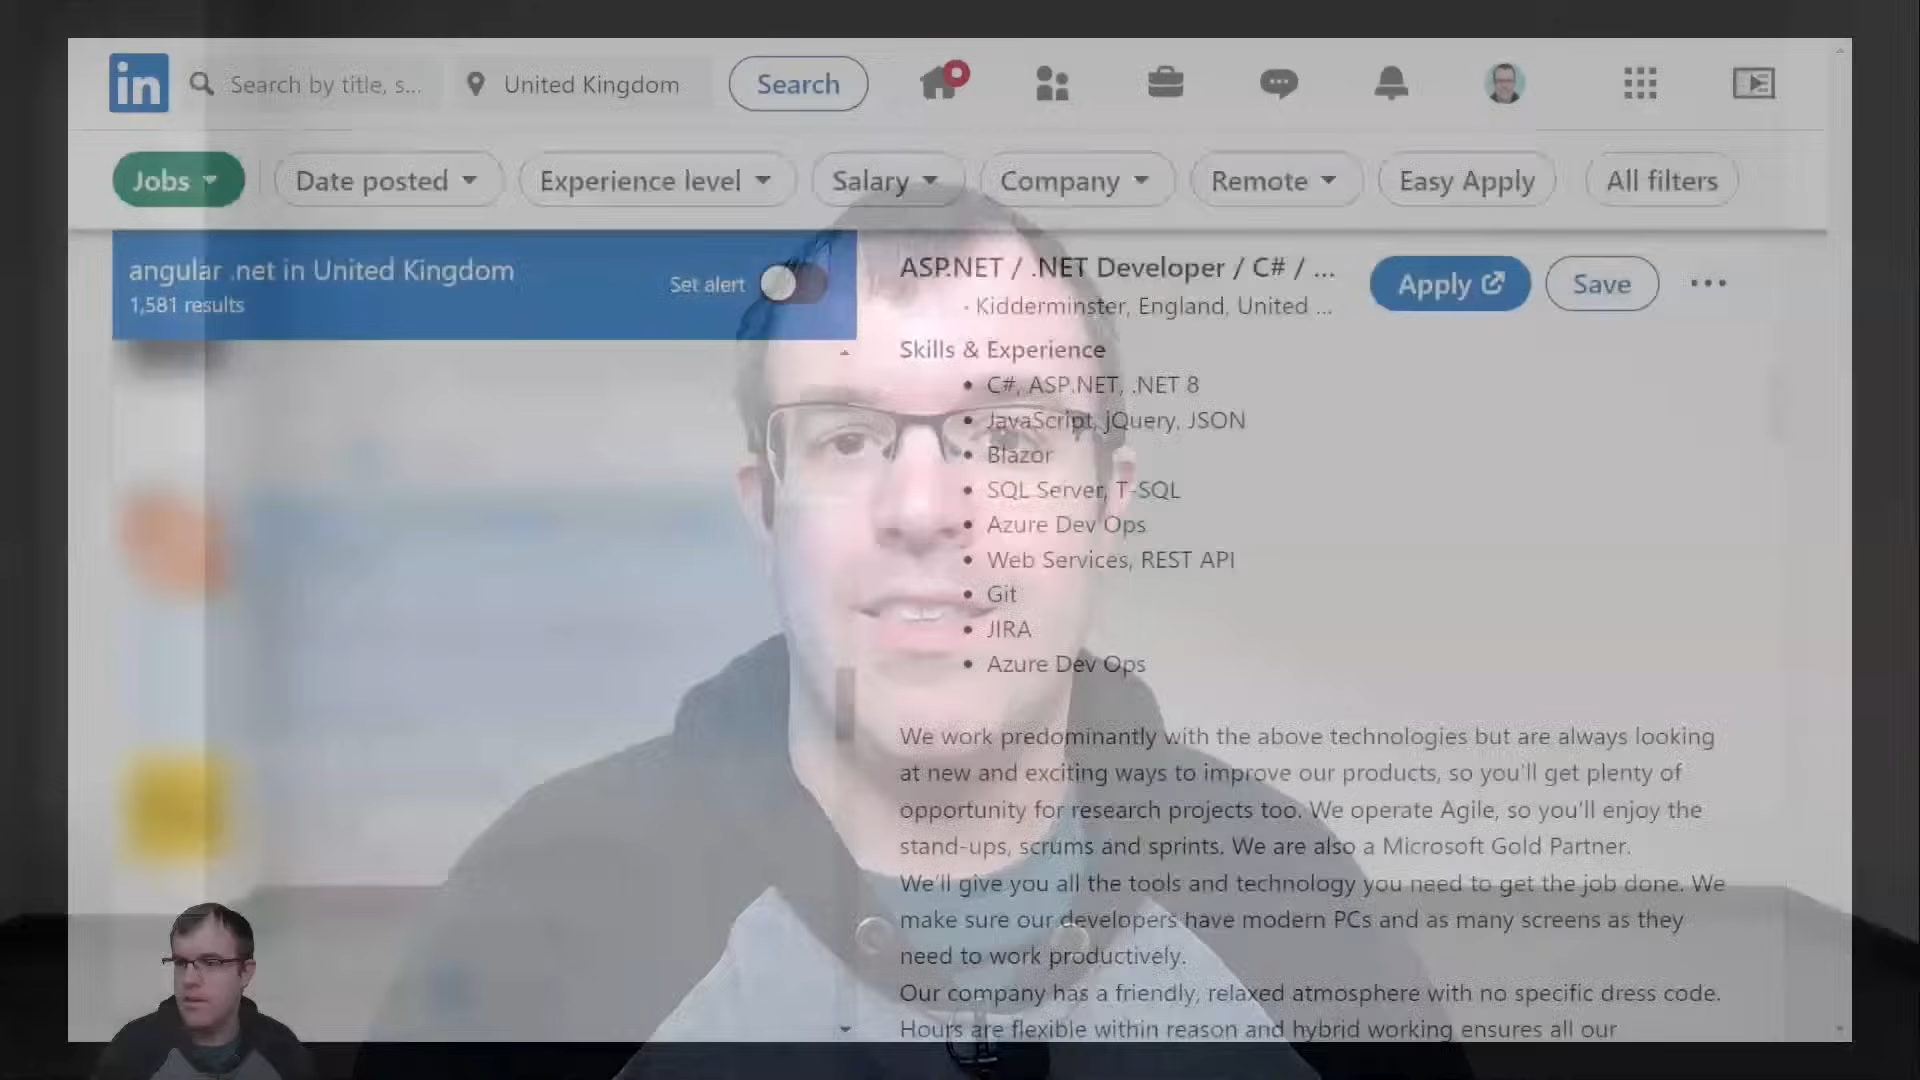 in
Search by title, s...
United Kingdom
Search
Jobs
Date posted
Experience level
Salary
Company
Remote
Easy Apply
All filters
angular .net in United Kingdom
1,581 results
Set alert
ASP.NET / .NET Developer / C# / ...
· Kidderminster, England, United ...
Apply
Save
Skills & Experience
• C#, ASP.NET, .NET 8
• JavaScript, jQuery, JSON
• Blazor
• SQL Server, T-SQL
• Azure Dev Ops
• Web Services, REST API
• Git
• JIRA
• Azure Dev Ops
We work predominantly with the above technologies but are always looking
at new and exciting ways to improve our products, so you'll get plenty of
opportunity for research projects too. We operate Agile, so you'll enjoy the
stand-ups, scrums and sprints. We are also a Microsoft Gold Partner.
We'll give you all the tools and technology you need to get the job done. We
make sure our developers have modern PCs and as many screens as they
need to work productively.
Our company has a friendly, relaxed atmosphere with no specific dress code.
Hours are flexible within reason and hybrid working ensures all our